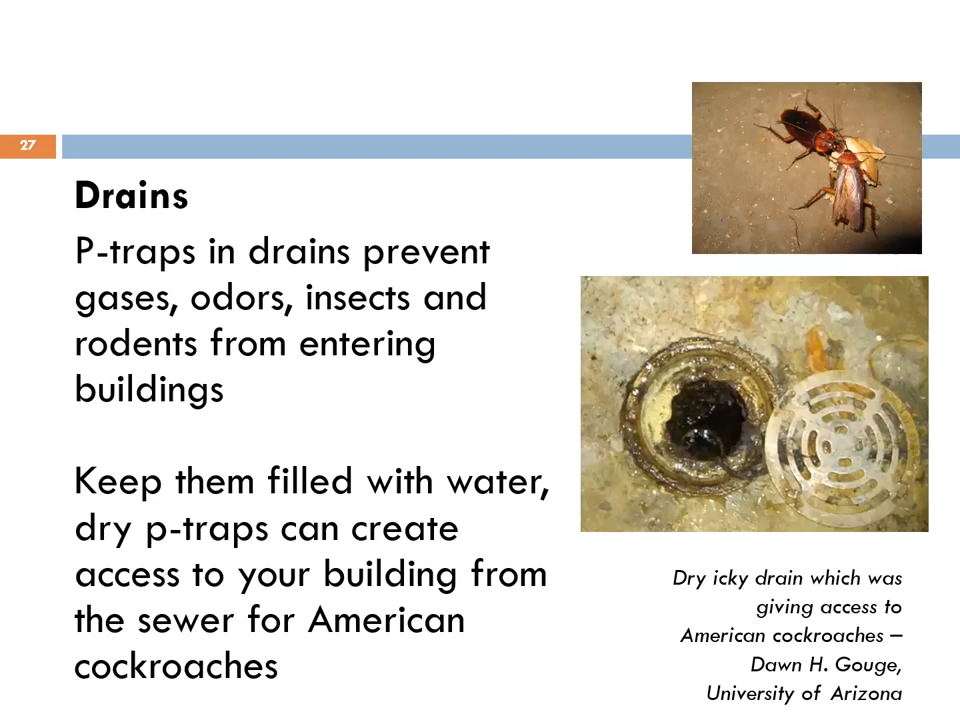 27
Drains
P-traps in drains prevent
gases, odors, insects and
rodents from entering
buildings
Keep them filled with water,
dry p-traps can create
access to your building from
the sewer for American
cockroaches
Dry icky drain which was
giving access to
American cockroaches –
Dawn H. Gouge,
University of Arizona